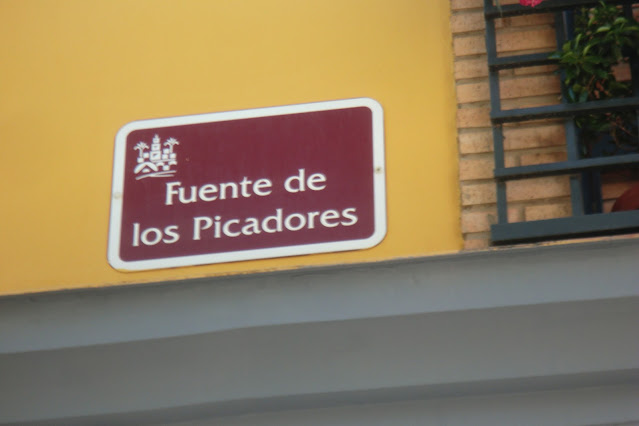 Fuente de
los Picadores